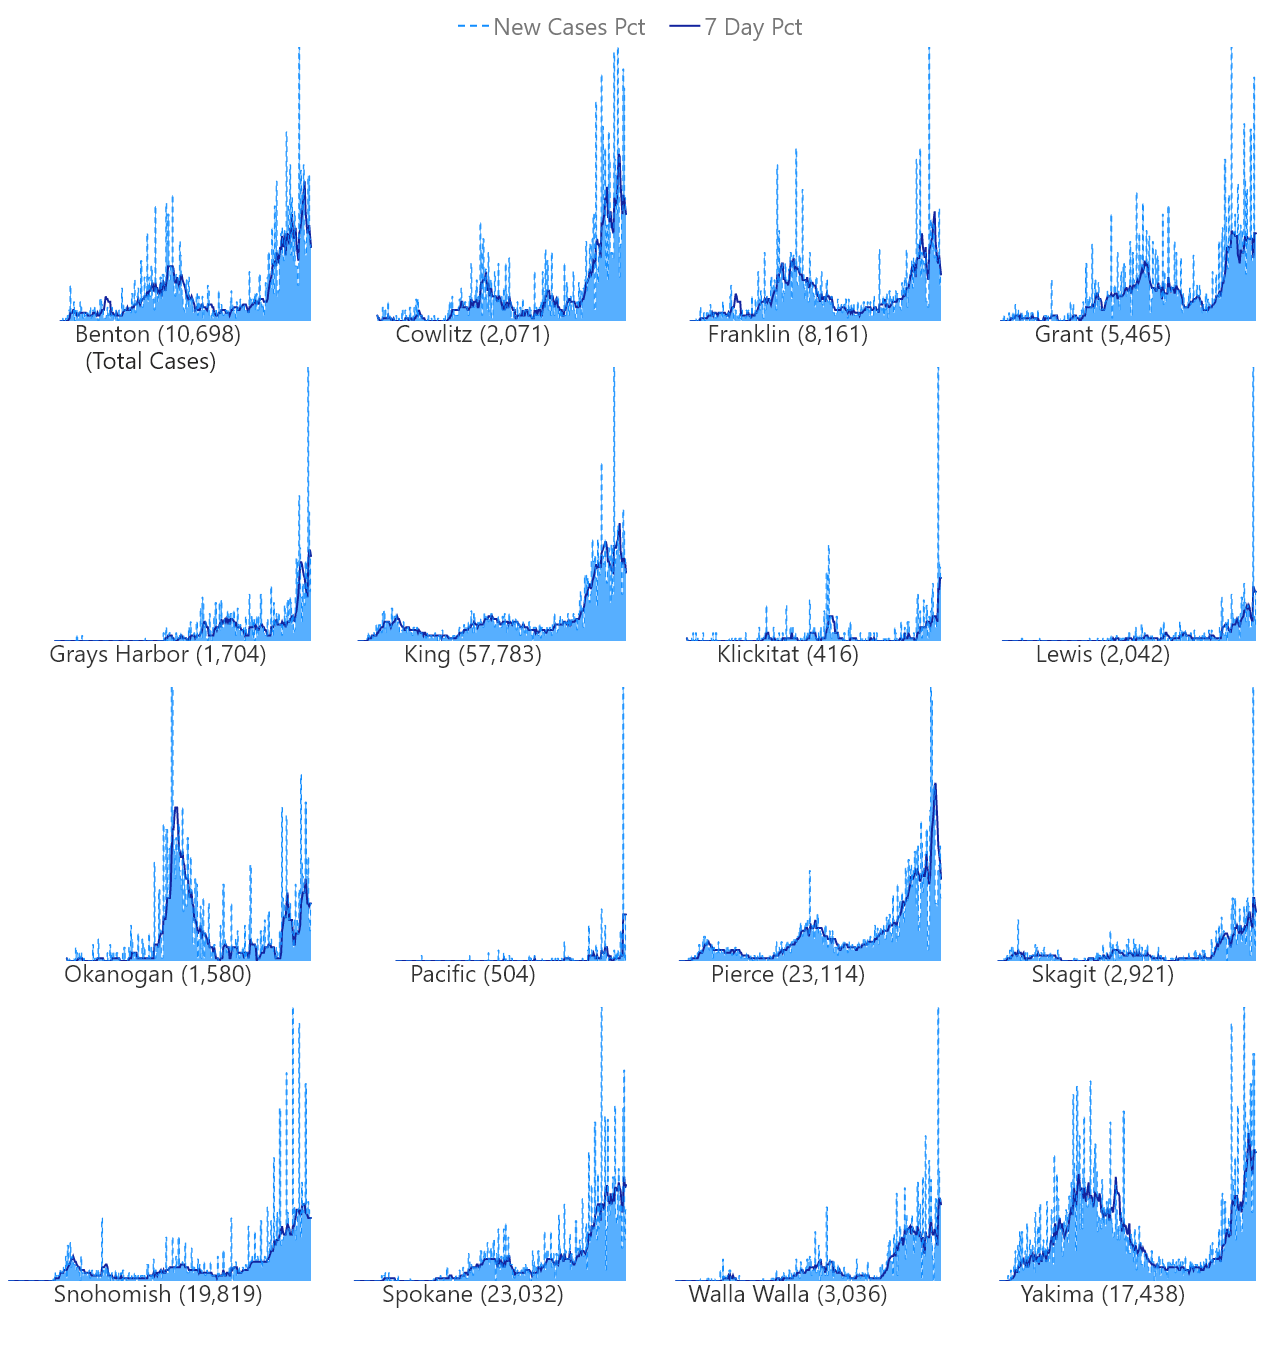 New Cases Pct 7 Day Pct
Benton (10,698)
(Total Cases)
Cowlitz (2,071)
Franklin (8,161)
Grant (5,465)
Grays Harbor (1,704)
King (57,783)
Klickitat (416)
Lewis (2,042)
Okanogan (1,580)
Pacific (504)
Pierce (23,114)
Skagit (2,921)
Snohomish (19,819)
Spokane (23,032)
Walla Walla (3,036)
Yakima (17,438)